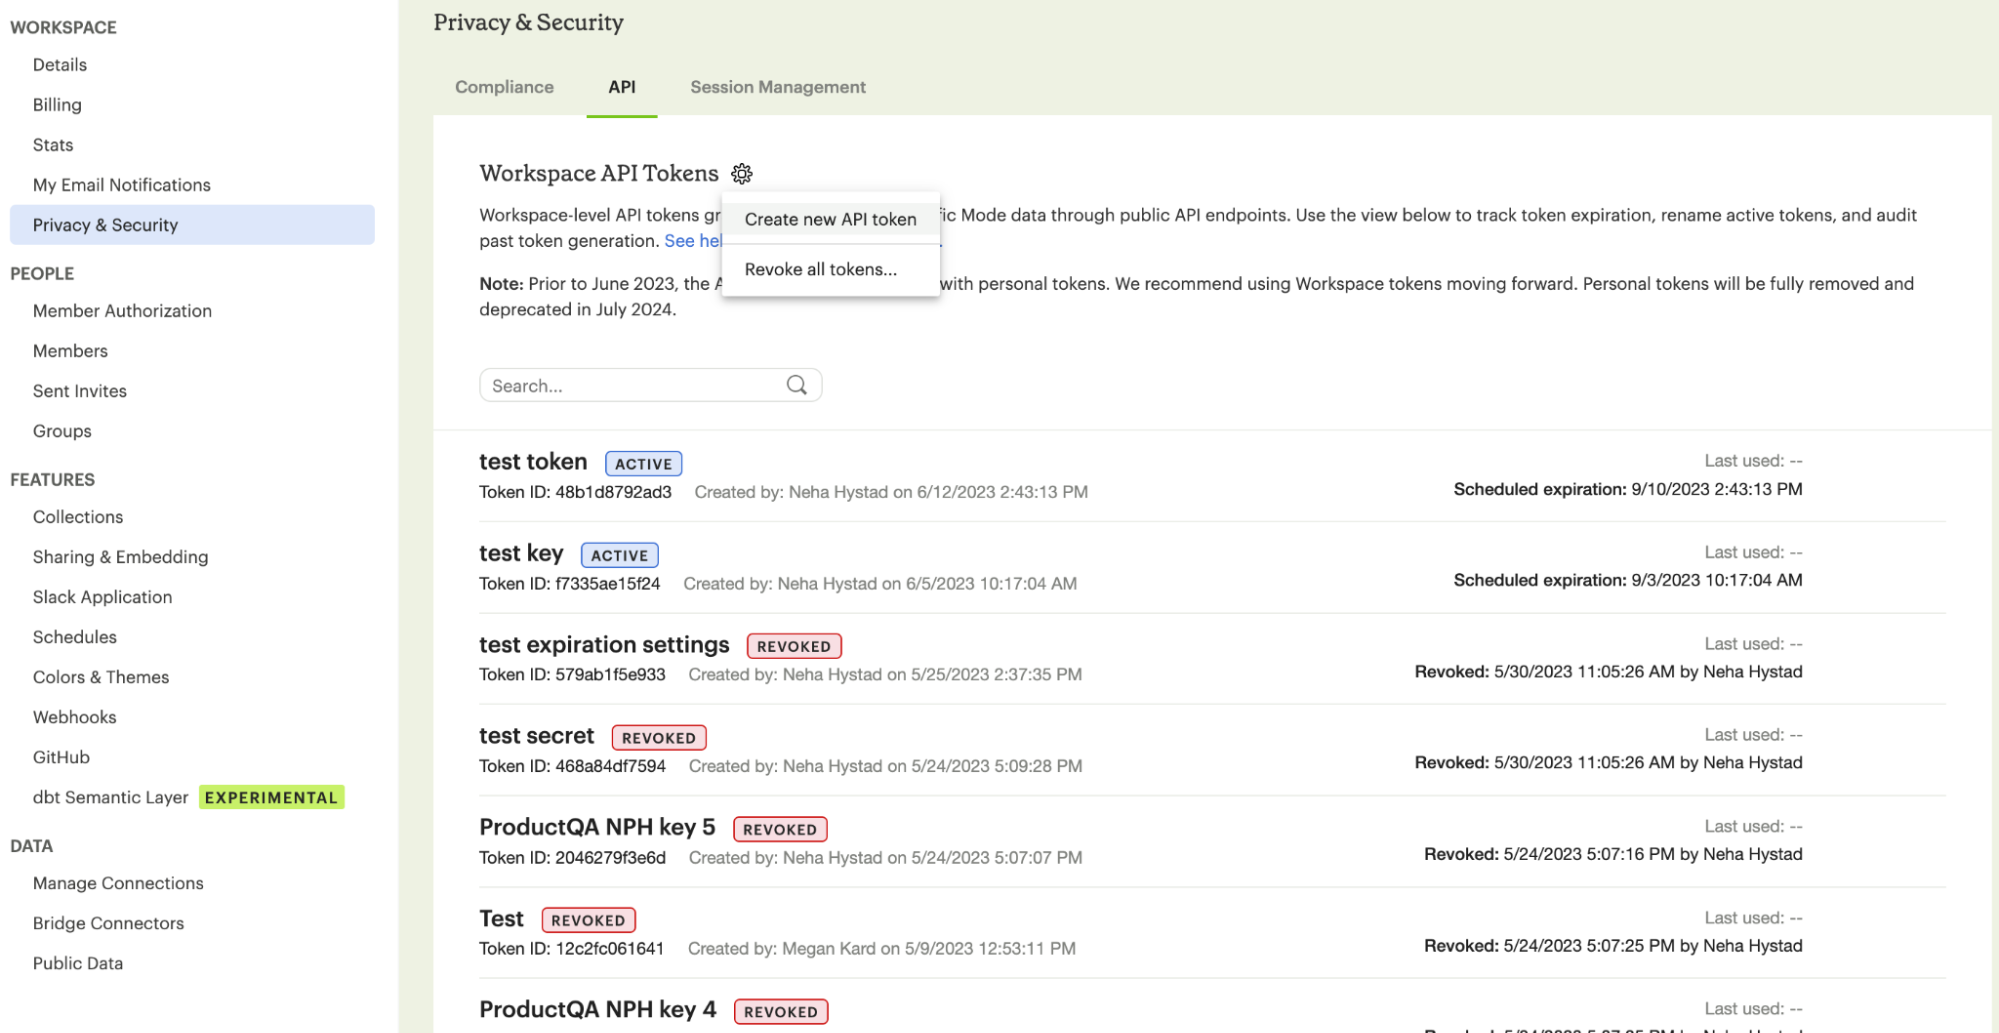 WORKSPACE
Details
Billing
Stats
My Email Notifications
Privacy & Security
PEOPLE
Member Authorization
Members
Sent Invites
Groups
FEATURES
Collections
Sharing & Embedding
Slack Application
Schedules
Colors & Themes
Webhooks
GitHub
dbt Semantic Layer EXPERIMENTAL
DATA
Manage Connections
Bridge Connectors
Public Data
Privacy & Security
Compliance API Session Management
Workspace API Tokens
Create new API token
Revoke all tokens...
Workspace-level API tokens Mode data through public API endpoints. Use the view below to track token expiration, rename active tokens, and audit
past token generation. See
Note: Prior to June 2023, the with personal tokens. We recommend using Workspace tokens moving forward. Personal tokens will be fully removed and
deprecated in July 2024.
Search...
test token ACTIVE Last used: --
Token ID: 48b1d8792ad3 Created by: Neha Hystad on 6/12/2023 2:43:13 PM Scheduled expiration: 9/10/2023 2:43:13 PM
test key ACTIVE Last used: --
Token ID: f7335ae15f24 Created by: Neha Hystad on 6/5/2023 10:17:04 AM Scheduled expiration: 9/3/2023 10:17:04 AM
test expiration settings REVOKED Last used: --
Token ID: 579ab1f5e933 Created by: Neha Hystad on 5/25/2023 2:37:35 PM Revoked: 5/30/2023 11:05:26 AM by Neha Hystad
test secret REVOKED Last used: --
Token ID: 468a84df7594 Created by: Neha Hystad on 5/24/2023 5:09:28 PM Revoked: 5/30/2023 11:05:26 AM by Neha Hystad
ProductQA NPH key 5 REVOKED Last used: --
Token ID: 2046279f3e6d Created by: Neha Hystad on 5/24/2023 5:07:07 PM Revoked: 5/24/2023 5:07:16 PM by Neha Hystad
Test REVOKED Last used: --
Token ID: 12c2fc061641 Created by: Megan Kard on 5/9/2023 12:53:11 PM Revoked: 5/24/2023 5:07:25 PM by Neha Hystad
ProductQA NPH key 4 REVOKED Last used: --